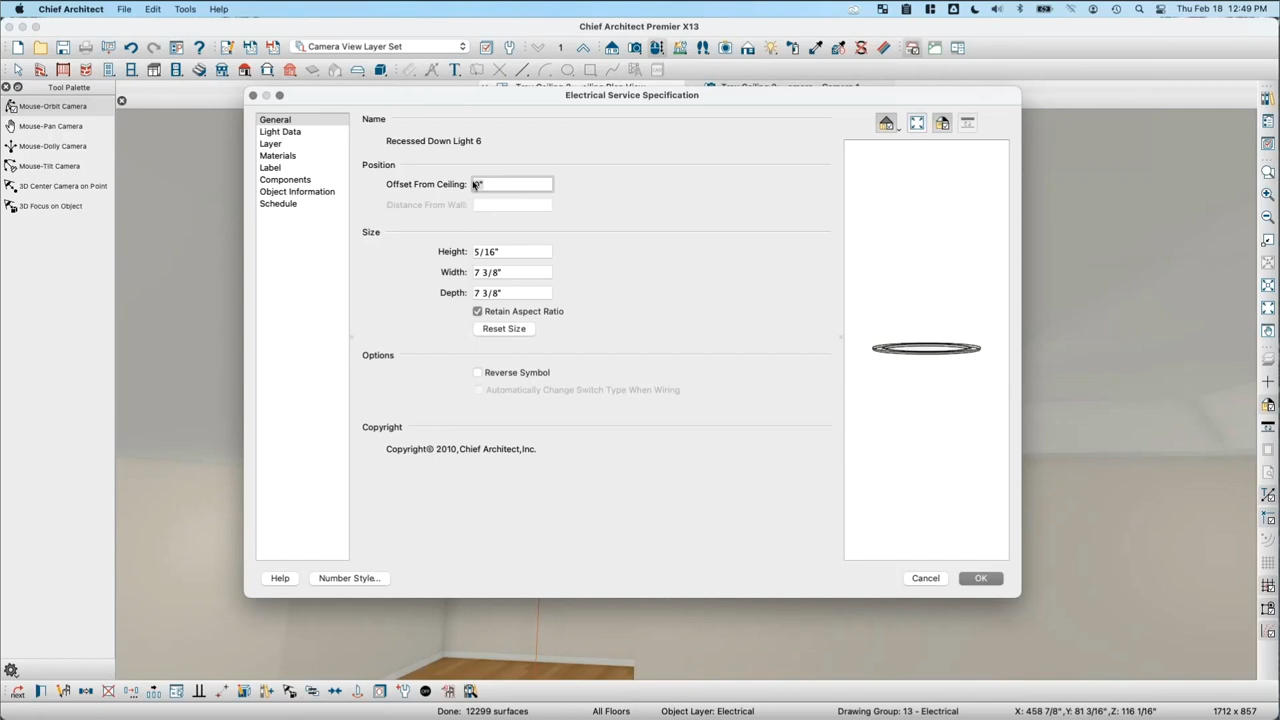 Chief Architect File Edit Tools Help
Thu Feb 18 12:49 PM
Chief Architect Premier X13
Camera View Layer Set
1
Tool Palette
Mouse-Orbit Camera
Mouse-Pan Camera
Mouse-Dolly Camera
Mouse-Tilt Camera
3D Center Camera on Point
3D Focus on Object
Electrical Service Specification
General
Light Data
Layer
Materials
Label
Components
Object Information
Schedule
Name
Recessed Down Light 6
Position
Offset From Ceiling:
Distance From Wall:
Size
Height: 5/16"
Width: 7 3/8"
Depth: 7 3/8"
Retain Aspect Ratio
Reset Size
Options
Reverse Symbol
Automatically Change Switch Type When Wiring
Copyright
Copyright© 2010,Chief Architect,Inc.
Help Number Style... Cancel OK
next
OFF
Done: 12299 surfaces All Floors Object Layer: Electrical Drawing Group: 13 - Electrical X: 458 7/8", Y: 81 3/16", Z: 116 1/16" 1712 x 857